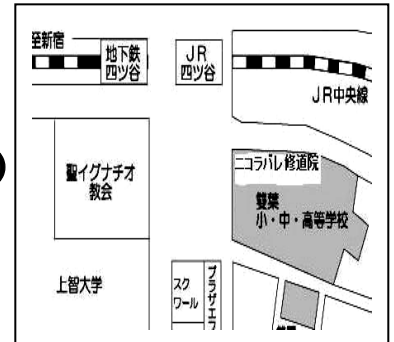 至新宿
地下鉄
四ツ谷
JR
四ツ谷
JR中央線
聖イグナチオ
教会
ニコラバレ修道院
雙葉
小・中・高等学校
上智大学
スク
ワール
プラザエフ